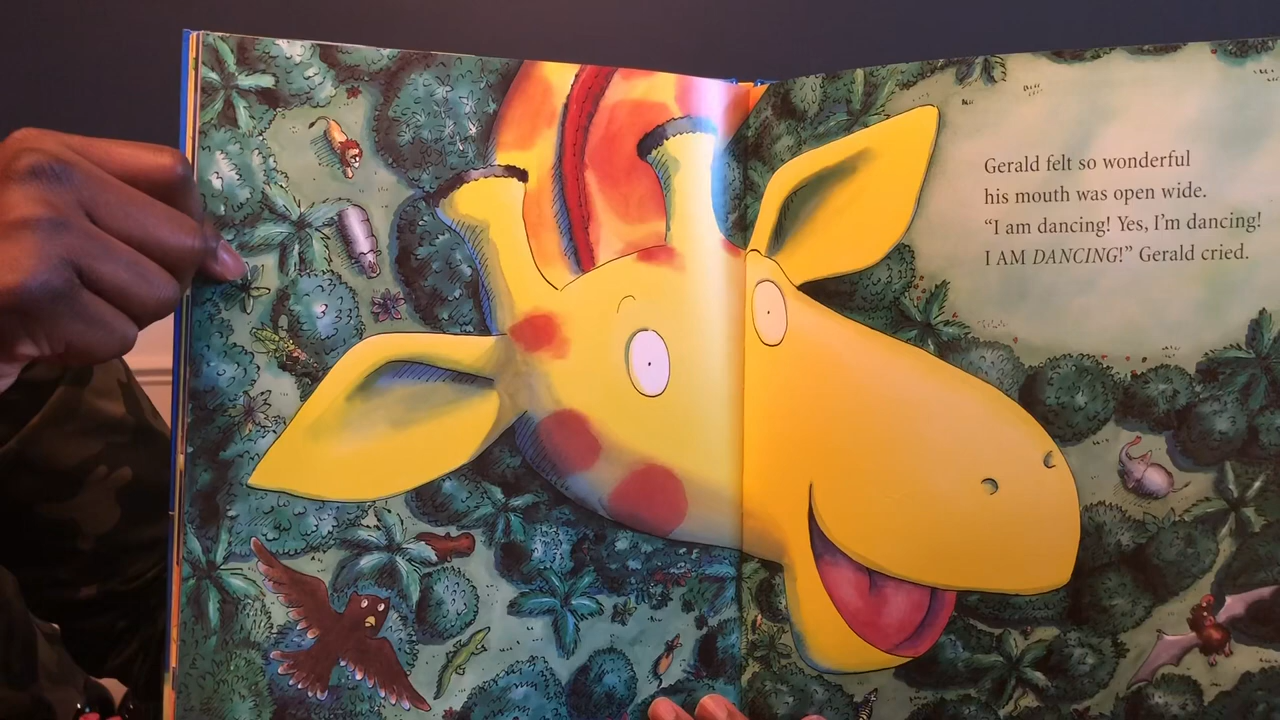 Gerald felt so wonderful
his mouth was open wide.
“I am dancing! Yes, I’m dancing!
I AM DANCING!” Gerald cried.